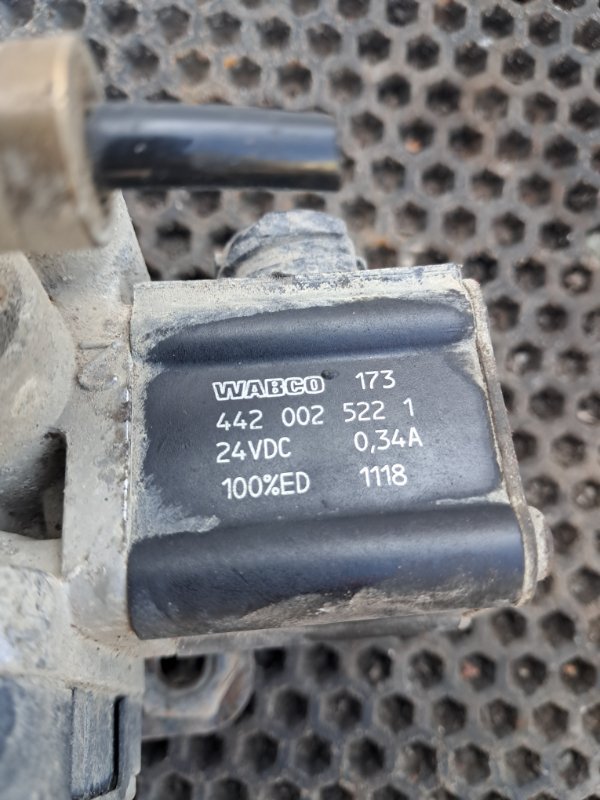 WABCO 173
442 002 522 1
24VDC 0,34A
100%ED 1118